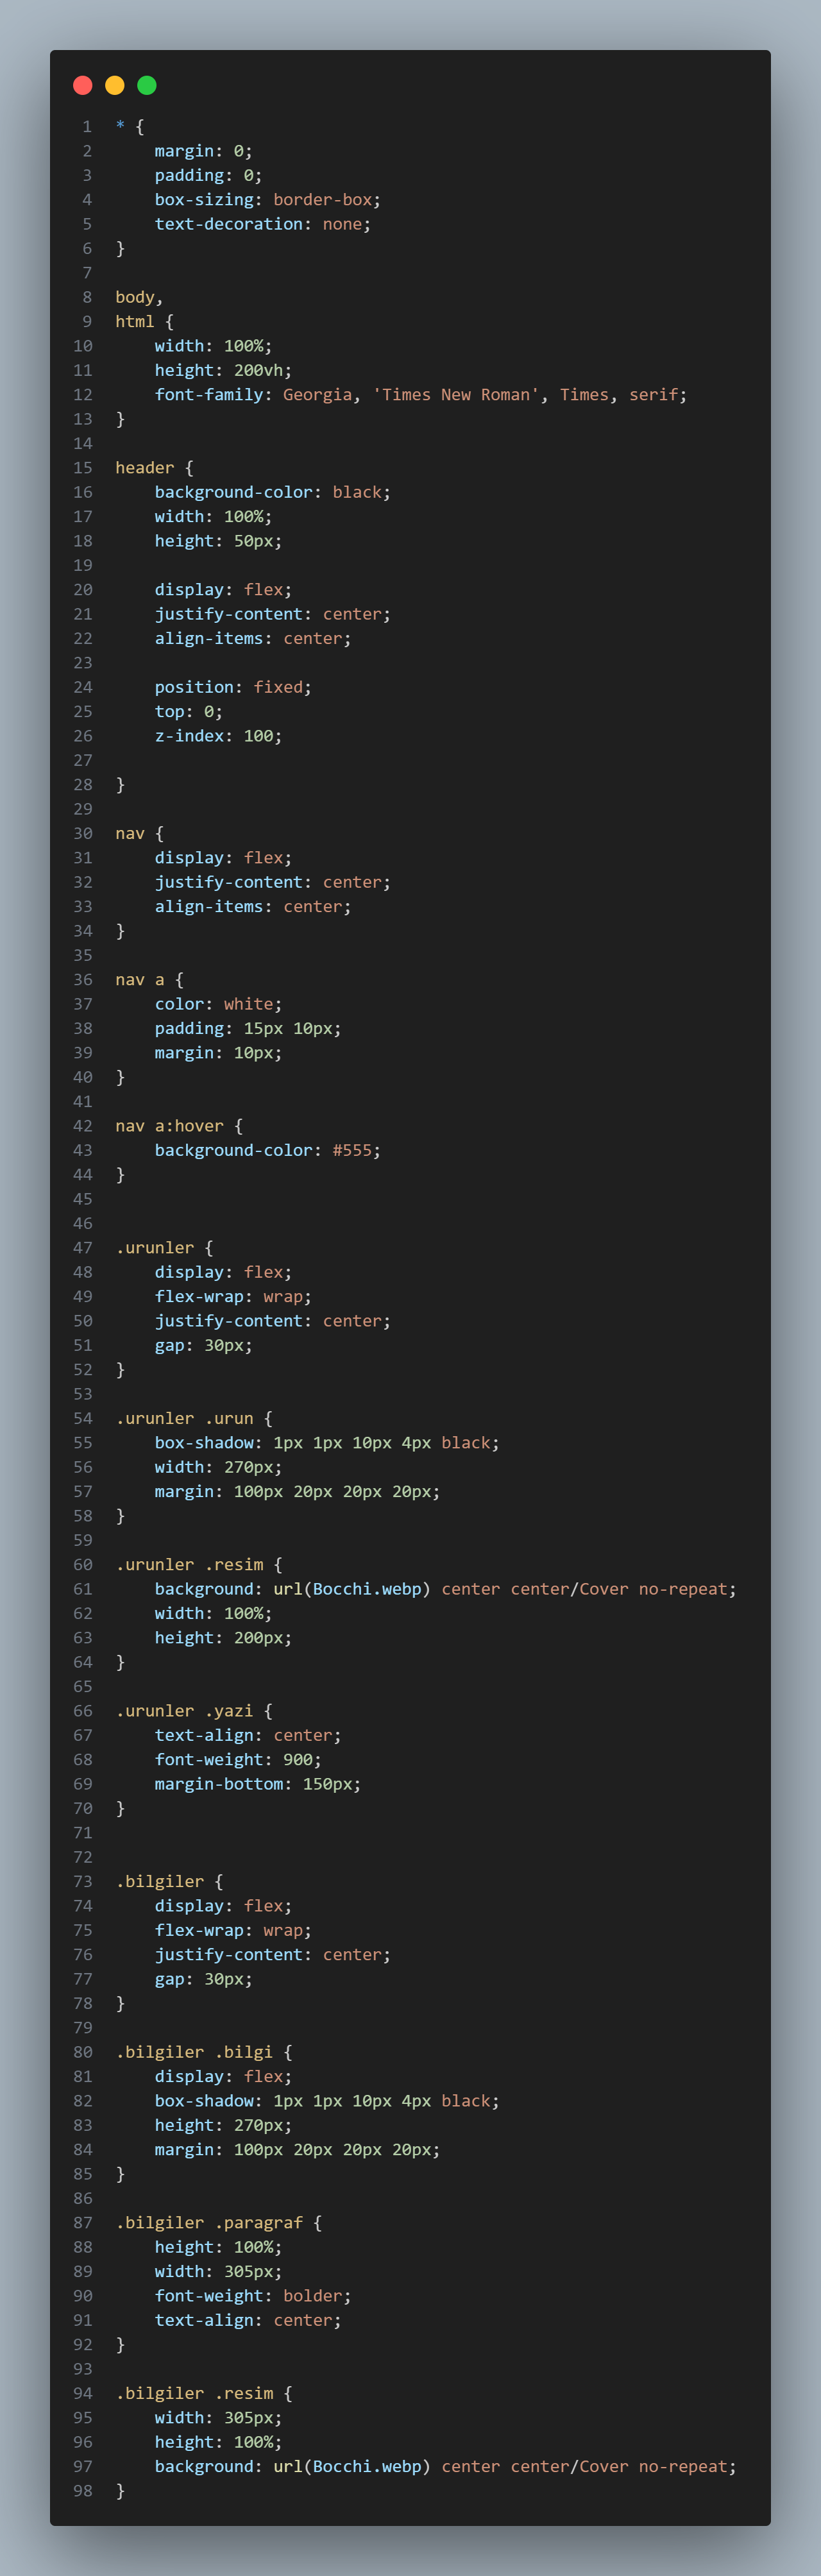 1 * {
2     margin: 0;
3     padding: 0;
4     box-sizing: border-box;
5     text-decoration: none;
6 }
7
8 body,
9 html {
10     width: 100%;
11     height: 200vh;
12     font-family: Georgia, 'Times New Roman', Times, serif;
13 }
14
15 header {
16     background-color: black;
17     width: 100%;
18     height: 50px;
19
20     display: flex;
21     justify-content: center;
22     align-items: center;
23
24     position: fixed;
25     top: 0;
26     z-index: 100;
27
28 }
29
30 nav {
31     display: flex;
32     justify-content: center;
33     align-items: center;
34 }
35
36 nav a {
37     color: white;
38     padding: 15px 10px;
39     margin: 10px;
40 }
41
42 nav a:hover {
43     background-color: #555;
44 }
45
46
47 .urunler {
48     display: flex;
49     flex-wrap: wrap;
50     justify-content: center;
51     gap: 30px;
52 }
53
54 .urunler .urun {
55     box-shadow: 1px 1px 10px 4px black;
56     width: 270px;
57     margin: 100px 20px 20px 20px;
58 }
59
60 .urunler .resim {
61     background: url(Bocchi.webp) center center/Cover no-repeat;
62     width: 100%;
63     height: 200px;
64 }
65
66 .urunler .yazi {
67     text-align: center;
68     font-weight: 900;
69     margin-bottom: 150px;
70 }
71
72
73 .bilgiler {
74     display: flex;
75     flex-wrap: wrap;
76     justify-content: center;
77     gap: 30px;
78 }
79
80 .bilgiler .bilgi {
81     display: flex;
82     box-shadow: 1px 1px 10px 4px black;
83     height: 270px;
84     margin: 100px 20px 20px 20px;
85 }
86
87 .bilgiler .paragraf {
88     height: 100%;
89     width: 305px;
90     font-weight: bolder;
91     text-align: center;
92 }
93
94 .bilgiler .resim {
95     width: 305px;
96     height: 100%;
97     background: url(Bocchi.webp) center center/Cover no-repeat;
98 }